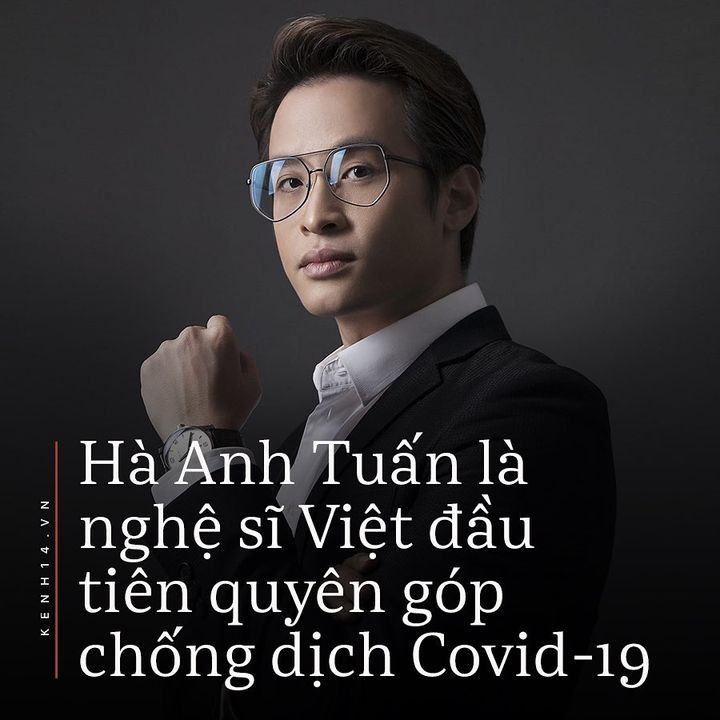 Hà Anh Tuấn là
nghệ sĩ Việt đầu
tiên quyên góp
chống dịch Covid-19
KENH14.VN